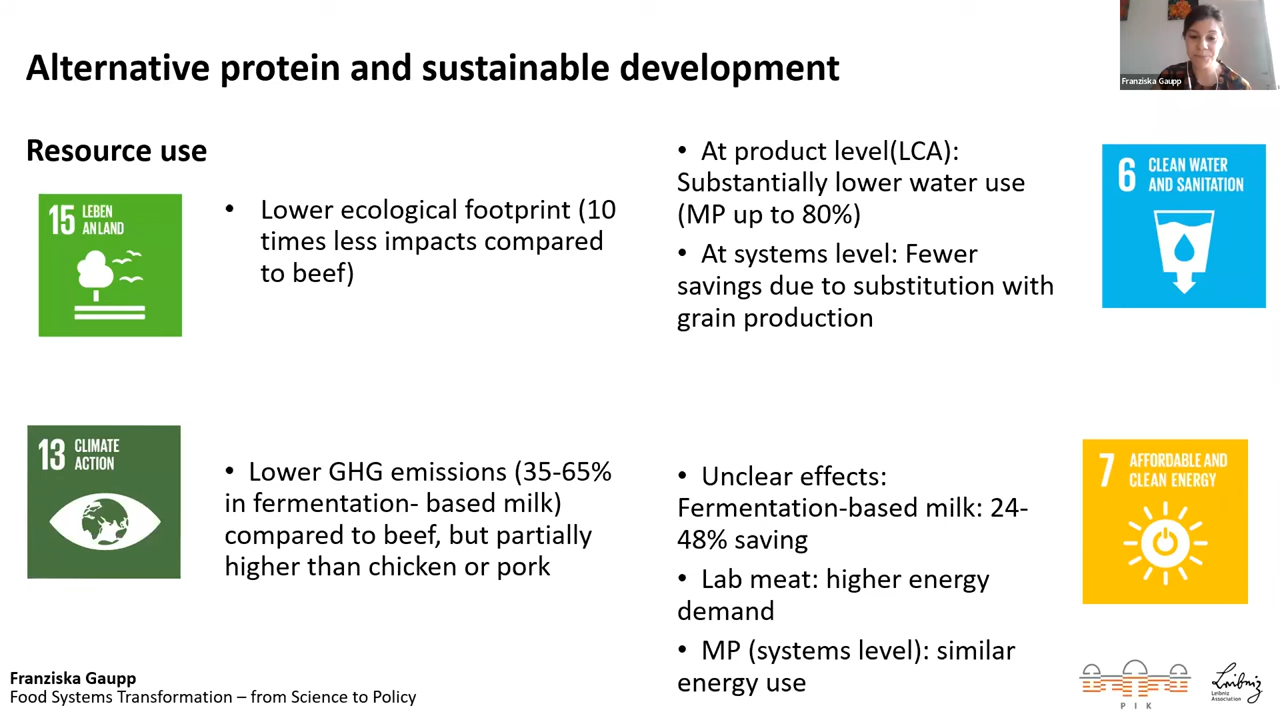 Alternative protein and sustainable development
Franziska Gaupp
Resource use
15 LEBEN
AN LAND
• Lower ecological footprint (10
times less impacts compared
to beef)
• At product level(LCA):
Substantially lower water use
(MP up to 80%)
• At systems level: Fewer
savings due to substitution with
grain production
6 CLEAN WATER
AND SANITATION
13 CLIMATE
ACTION
• Lower GHG emissions (35-65%
in fermentation- based milk)
compared to beef, but partially
higher than chicken or pork
• Unclear effects:
Fermentation-based milk: 24-
48% saving
• Lab meat: higher energy
demand
• MP (systems level): similar
energy use
7 AFFORDABLE AND
CLEAN ENERGY
Franziska Gaupp
Food Systems Transformation – from Science to Policy
P I K
Leibniz
Leibniz
Association